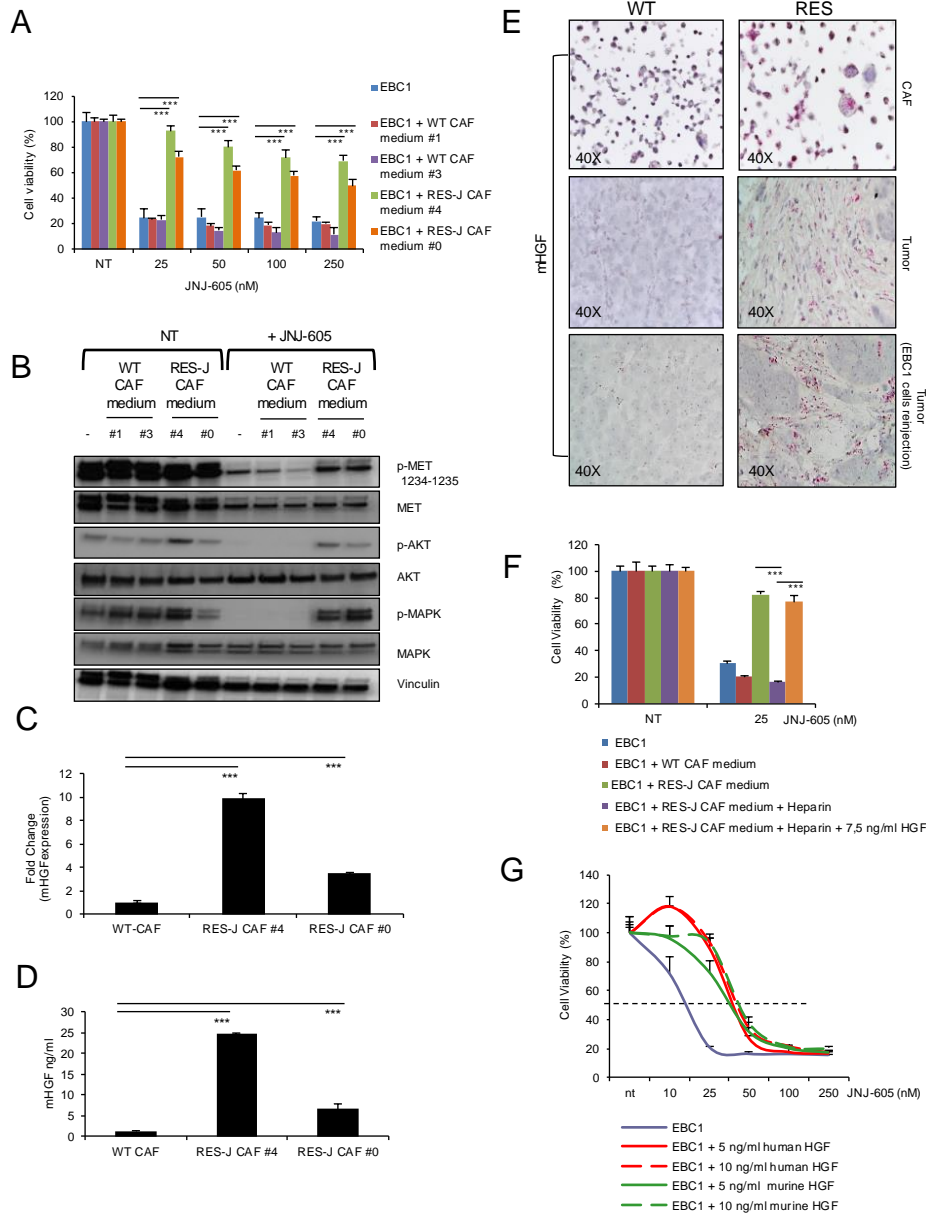 A
Cell viability (%)
120
100
80
60
40
20
0
***
***
***
***
***
***
***
***
NT
25
50
100
250
JNJ-605 (nM)
EBC1
EBC1 + WT CAF
medium #1
EBC1 + WT CAF
medium #3
EBC1 + RES-J CAF
medium #4
EBC1 + RES-J CAF
medium #0
B
NT
+ JNJ-605
WT
CAF
medium
RES-J
CAF
medium
WT
CAF
medium
RES-J
CAF
medium
- #1 #3 #4 #0 - #1 #3 #4 #0
p-MET
1234-1235
MET
p-AKT
AKT
p-MAPK
MAPK
Vinculin
C
Fold Change
(mHGFexpression)
12
10
8
6
4
2
0
***
***
WT-CAF
RES-J CAF #4
RES-J CAF #0
D
mHGF ng/ml
30
25
20
15
10
5
0
***
***
WT CAF
RES-J CAF #4
RES-J CAF #0
E
WT
RES
mHGF
40X
40X
CAF
40X
40X
Tumor
40X
40X
Tumor
(EBC1 cells reinjection)
F
Cell Viability (%)
120
100
80
60
40
20
0
***
***
NT
25
JNJ-605 (nM)
EBC1
EBC1 + WT CAF medium
EBC1 + RES-J CAF medium
EBC1 + RES-J CAF medium + Heparin
EBC1 + RES-J CAF medium + Heparin + 7,5 ng/ml HGF
G
Cell Viability (%)
140
120
100
80
60
40
20
0
nt
10
25
50
100
250
JNJ-605 (nM)
EBC1
EBC1 + 5 ng/ml human HGF
EBC1 + 10 ng/ml human HGF
EBC1 + 5 ng/ml murine HGF
EBC1 + 10 ng/ml murine HGF